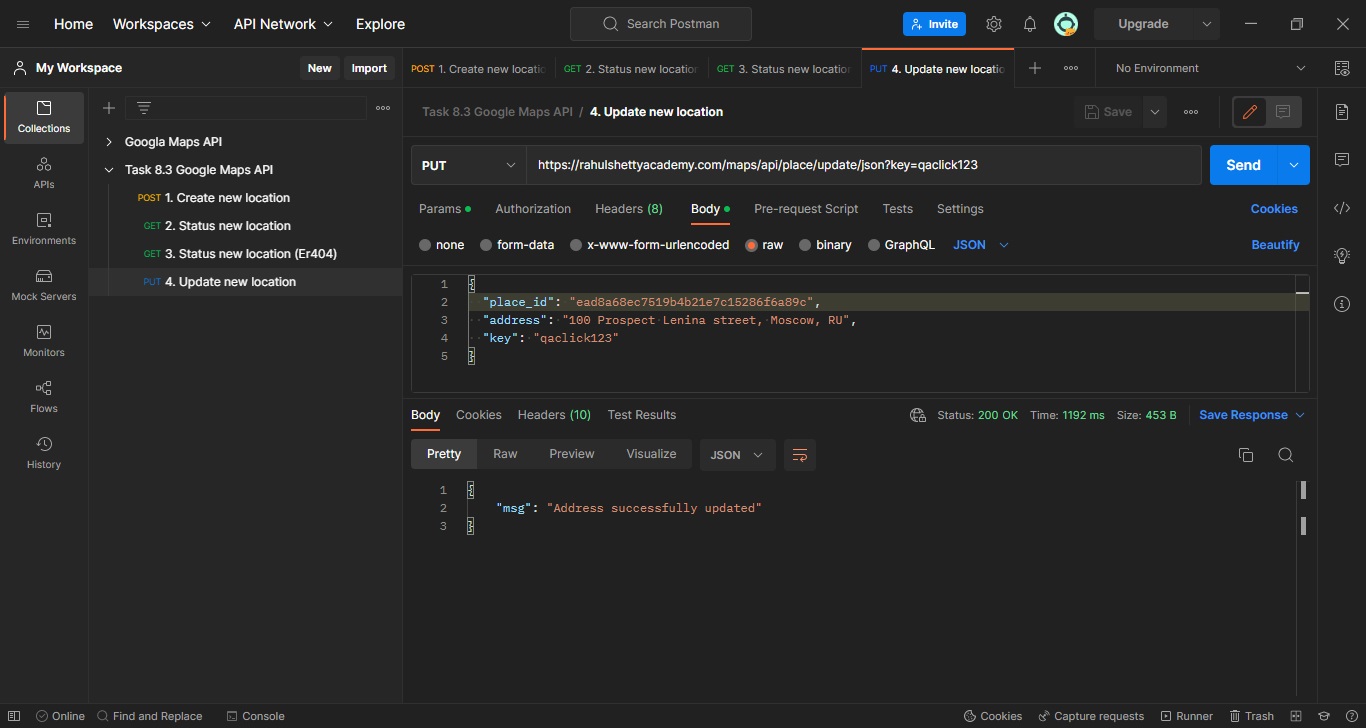 Home Workspaces API Network Explore Search Postman Invite Upgrade
My Workspace New Import POST 1. Create new locatio GET 2. Status new location GET 3. Status new location PUT 4. Update new locatio No Environment
Collections
APIs
Environments
Mock Servers
Monitors
Flows
History
Googla Maps API
Task 8.3 Google Maps API
POST 1. Create new location
GET 2. Status new location
GET 3. Status new location (Er404)
PUT 4. Update new location
Task 8.3 Google Maps API / 4. Update new location Save
PUT https://rahulshettyacademy.com/maps/api/place/update/json?key=qaclick123 Send
Params Authorization Headers (8) Body Pre-request Script Tests Settings Cookies
none form-data x-www-form-urlencoded raw binary GraphQL JSON Beautify
1 {
2 "place_id": "ead8a68ec7519b4b21e7c15286f6a89c",
3 "address": "100 Prospect Lenina street, Moscow, RU",
4 "key": "qaclick123"
5 }
Body Cookies Headers (10) Test Results Status: 200 OK Time: 1192 ms Size: 453 B Save Response
Pretty Raw Preview Visualize JSON
1 {
2 "msg": "Address successfully updated"
3 }
Online Find and Replace Console Cookies Capture requests Runner Trash